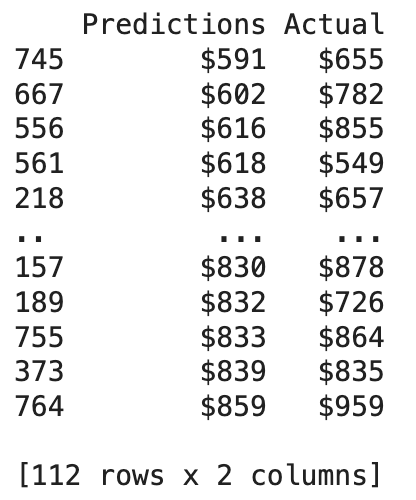 Predictions Actual
745 $591 $655
667 $602 $782
556 $616 $855
561 $618 $549
218 $638 $657
.. ... ...
157 $830 $878
189 $832 $726
755 $833 $864
373 $839 $835
764 $859 $959
[112 rows x 2 columns]